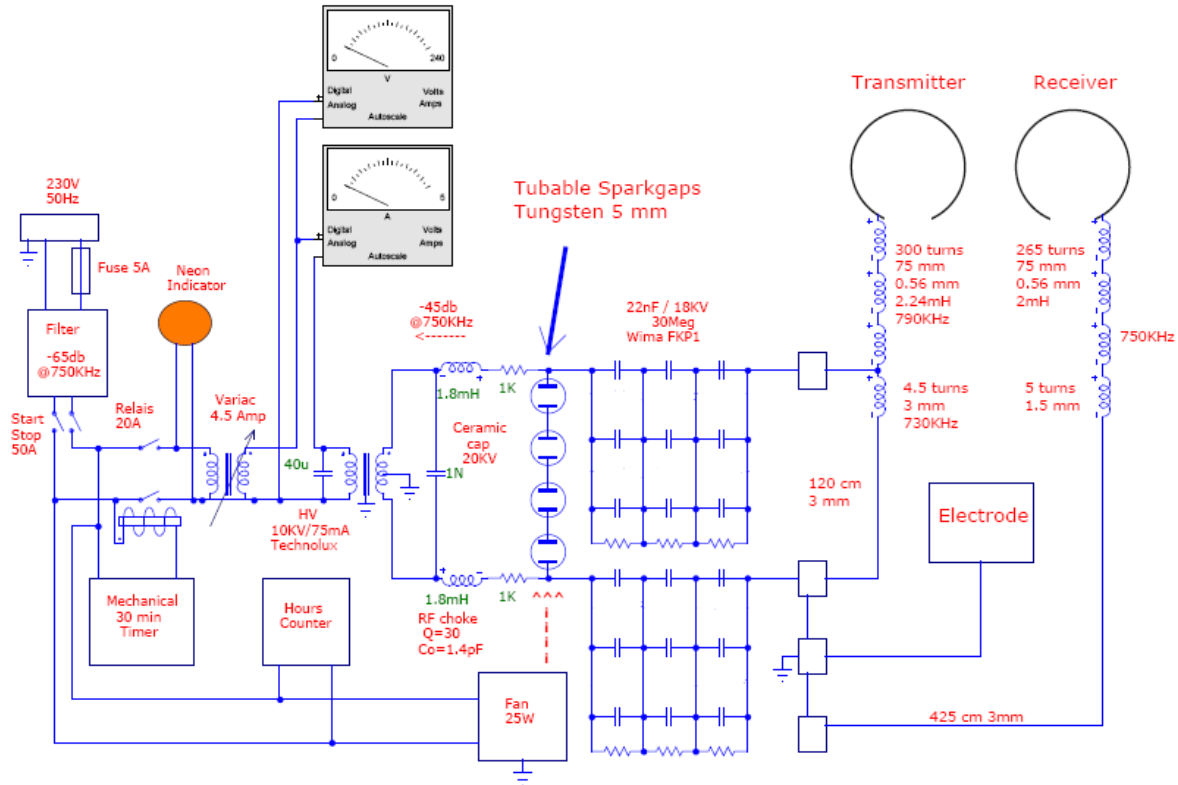 0
240
V
Digital
Analog
Volts
Amps
Autoscale
0
5
A
Digital
Analog
Volts
Amps
Autoscale
Transmitter
Receiver
230V
50Hz
Fuse 5A
Neon
Indicator
Filter
-65db
@750KHz
Start
Stop
50A
Relais
20A
Variac
4.5 Amp
40u
HV
10KV/75mA
Technolux
-45db
@750KHz
<-------
1.8mH
1K
Ceramic
cap
20KV
1N
1.8mH
1K
RF choke
Q=30
Co=1.4pF
^^^
Tubable Sparkgaps
Tungsten 5 mm
22nF / 18KV
30Meg
Wima FKP1
300 turns
75 mm
0.56 mm
2.24mH
790KHz
4.5 turns
3 mm
730KHz
265 turns
75 mm
0.56 mm
2mH
750KHz
5 turns
1.5 mm
120 cm
3 mm
Electrode
425 cm 3mm
Mechanical
30 min
Timer
Hours
Counter
Fan
25W